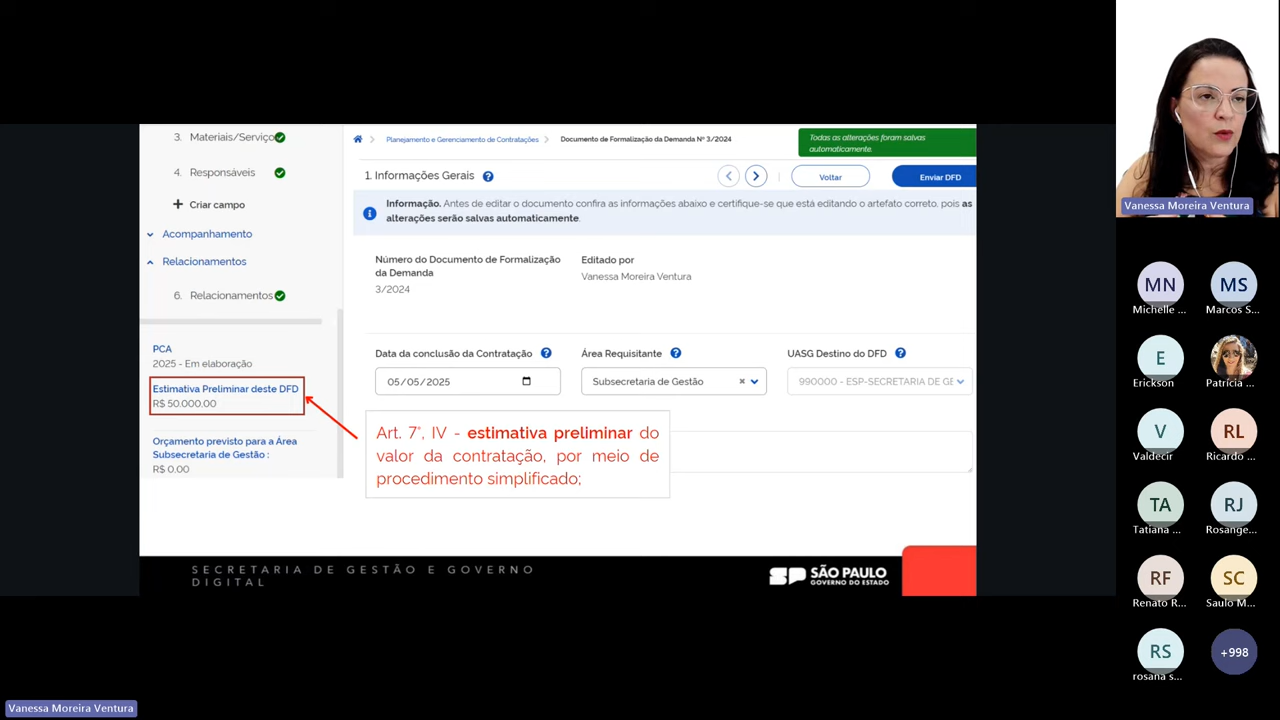 3. Materiais/Serviço
4. Responsáveis
+ Criar campo
Acompanhamento
Relacionamentos
6. Relacionamentos
PCA
2025 - Em elaboração
Estimativa Preliminar deste DFD
R$ 50.000,00
Orçamento previsto para a Área
Subsecretaria de Gestão :
R$ 0,00
Planejamento e Gerenciamento de Contratações
Documento de Formalização da Demanda Nº 3/2024
Todas as alterações foram salvas
automaticamente.
1. Informações Gerais
Voltar
Enviar DFD
Informação. Antes de editar o documento confira as informações abaixo e certifique-se que está editando o artefato correto, pois as
alterações serão salvas automaticamente.
Número do Documento de Formalização
da Demanda
3/2024
Editado por
Vanessa Moreira Ventura
Data da conclusão da Contratação
05/05/2025
Área Requisitante
Subsecretaria de Gestão
UASG Destino do DFD
990000 - ESP-SECRETARIA DE GE
Art. 7°, IV - estimativa preliminar do
valor da contratação, por meio de
procedimento simplificado;
SECRETARIA DE GESTÃO E GOVERNO
DIGITAL
SP SÃO PAULO
GOVERNO DO ESTADO
Vanessa Moreira Ventura
MN
Michelle ...
MS
Marcos S...
E
Erickson
Patrícia ...
V
Valdecir
RL
Ricardo ...
TA
Tatiana ...
RJ
Rosange...
RF
Renato R...
SC
Saulo M...
RS
rosana s...
+998
Vanessa Moreira Ventura